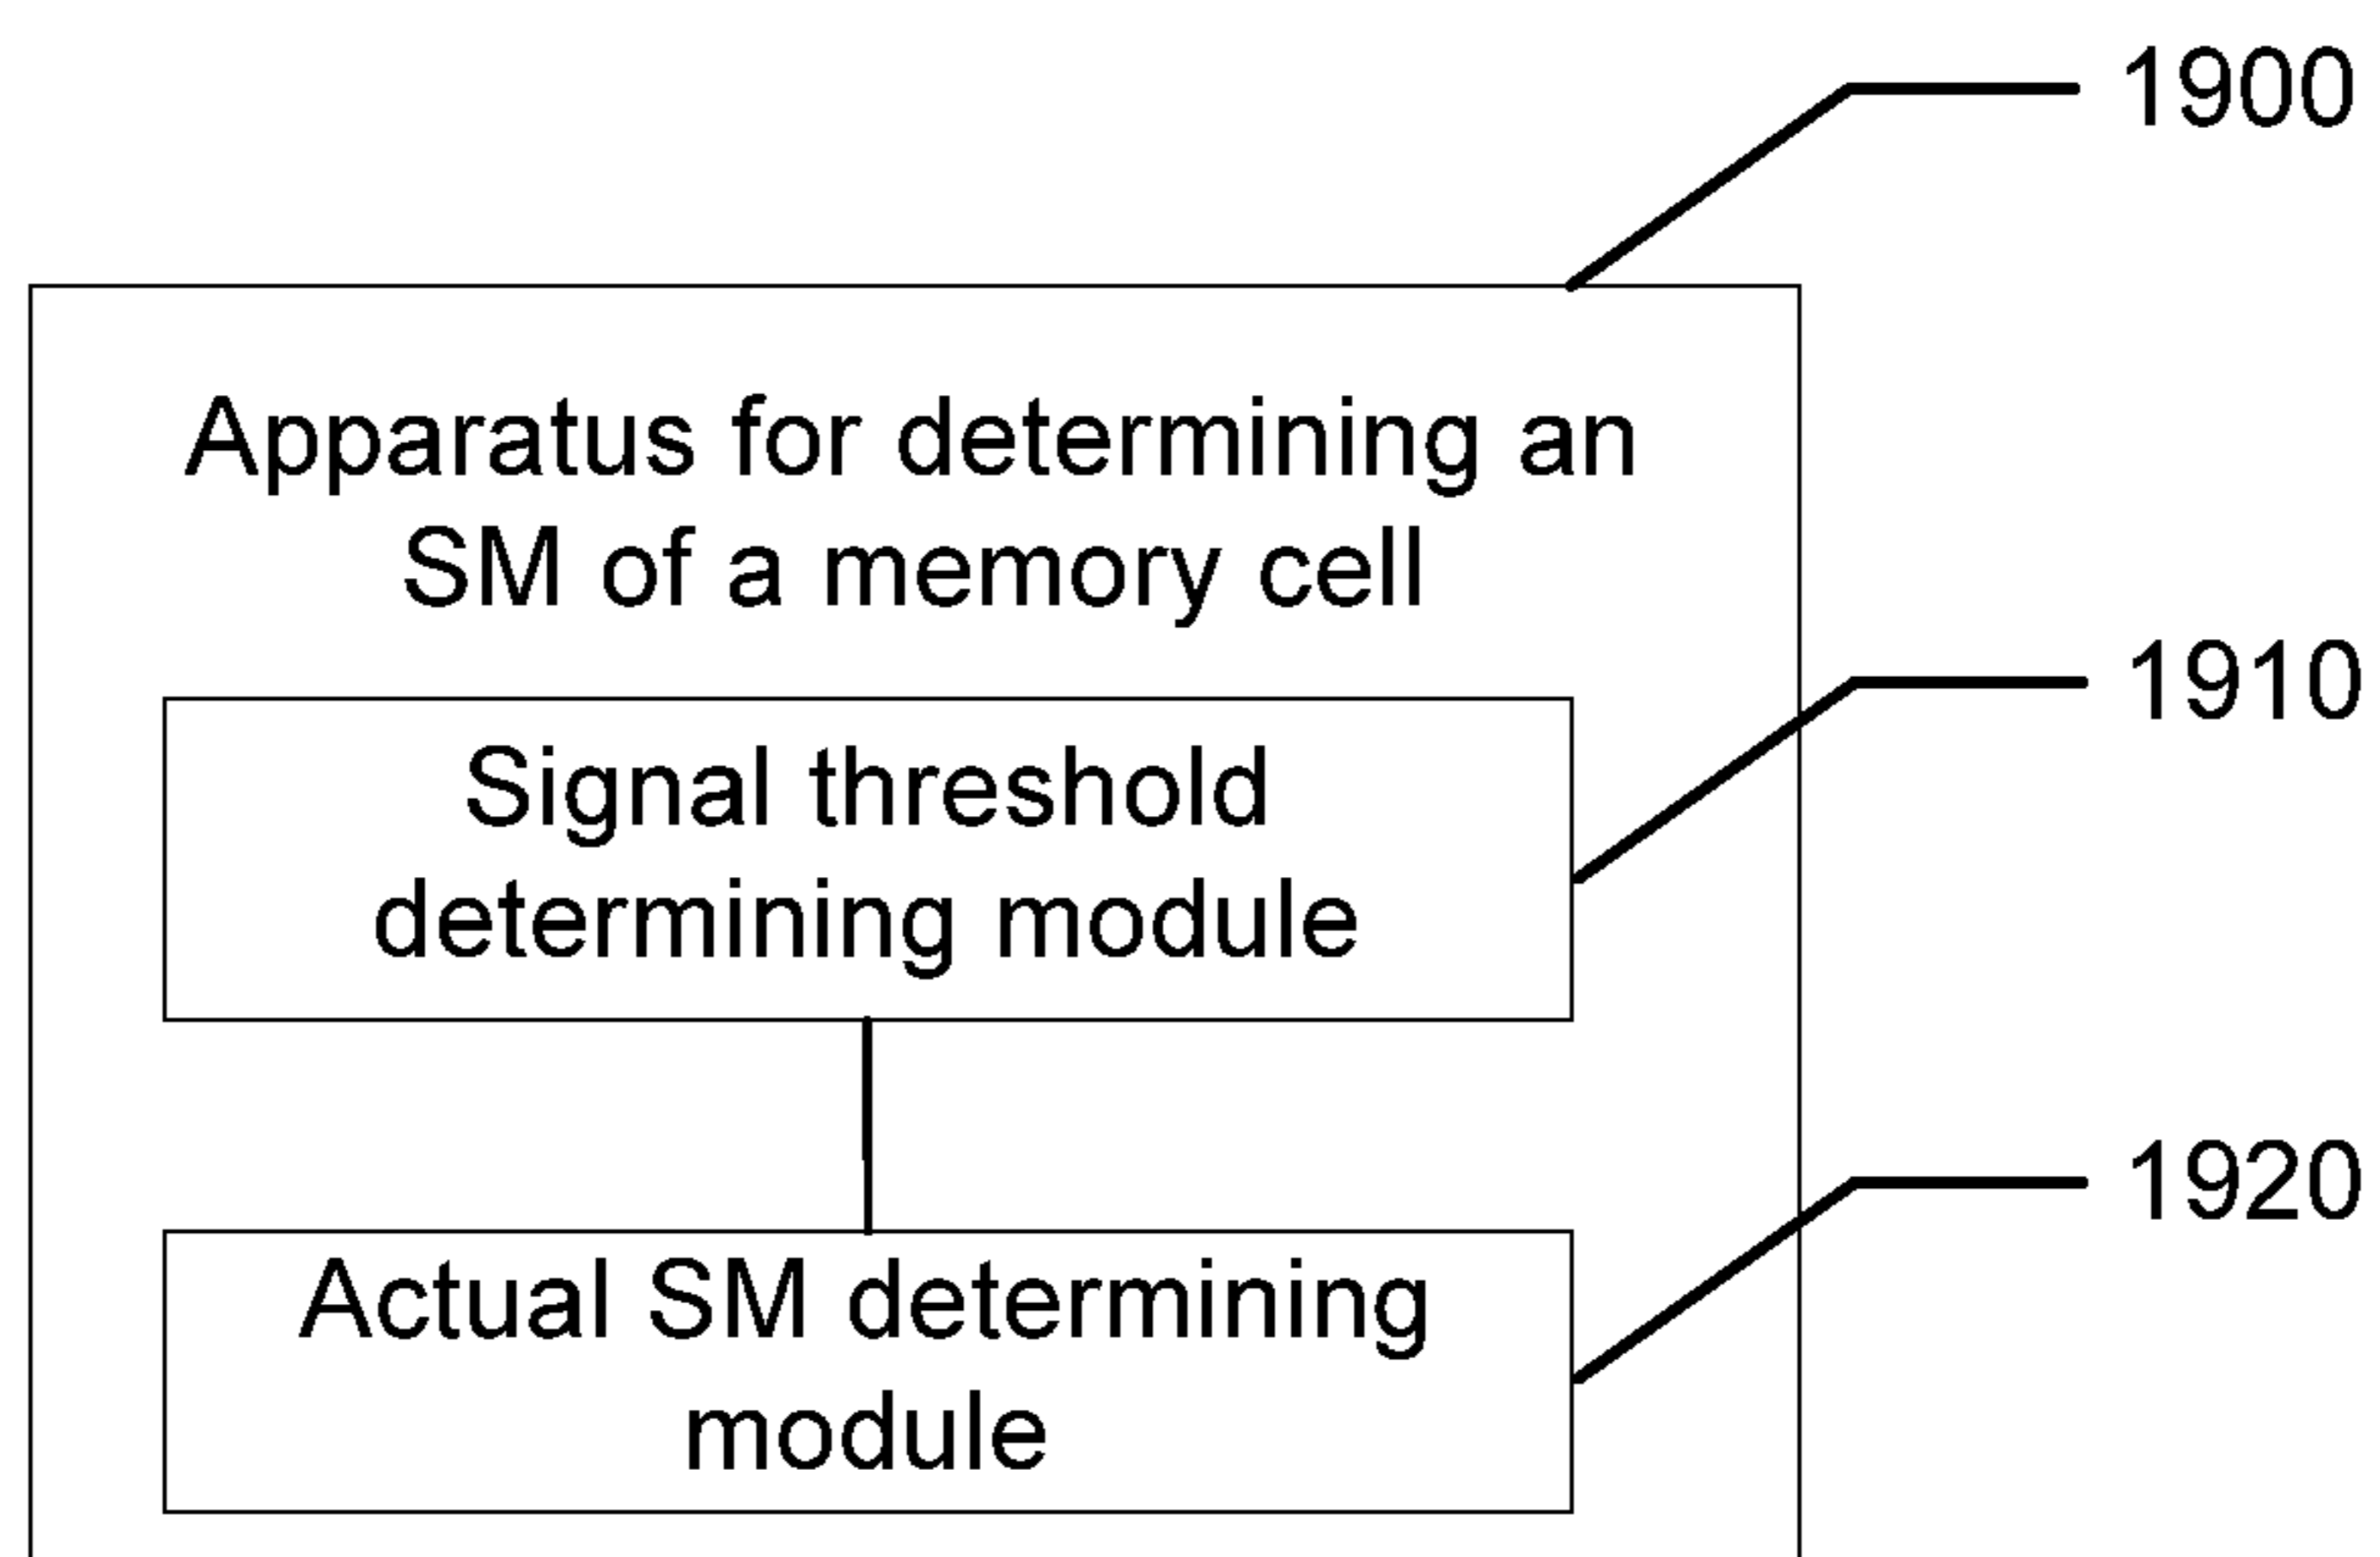 1900
Apparatus for determining an
SM of a memory cell
1910
Signal threshold
determining module
1920
Actual SM determining
module